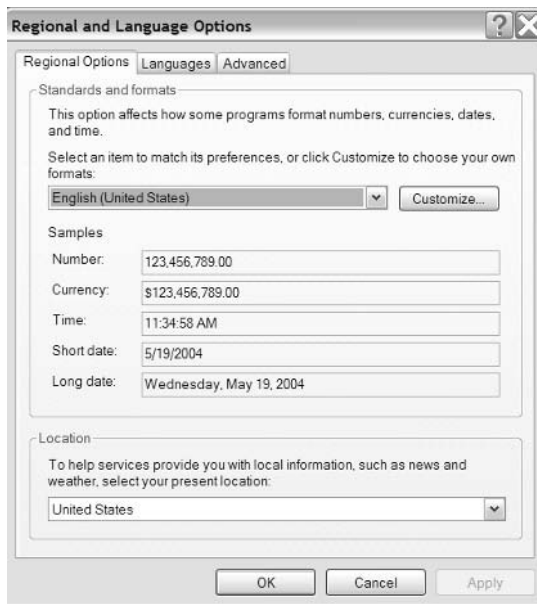 Regional and Language Options
Regional Options Languages Advanced
Standards and formats
This option affects how some programs format numbers, currencies, dates,
and time.
Select an item to match its preferences, or click Customize to choose your own
formats:
English (United States) Customize...
Samples
Number: 123,456,789.00
Currency: $123,456,789.00
Time: 11:34:58 AM
Short date: 5/19/2004
Long date: Wednesday, May 19, 2004
Location
To help services provide you with local information, such as news and
weather, select your present location:
United States
OK Cancel Apply